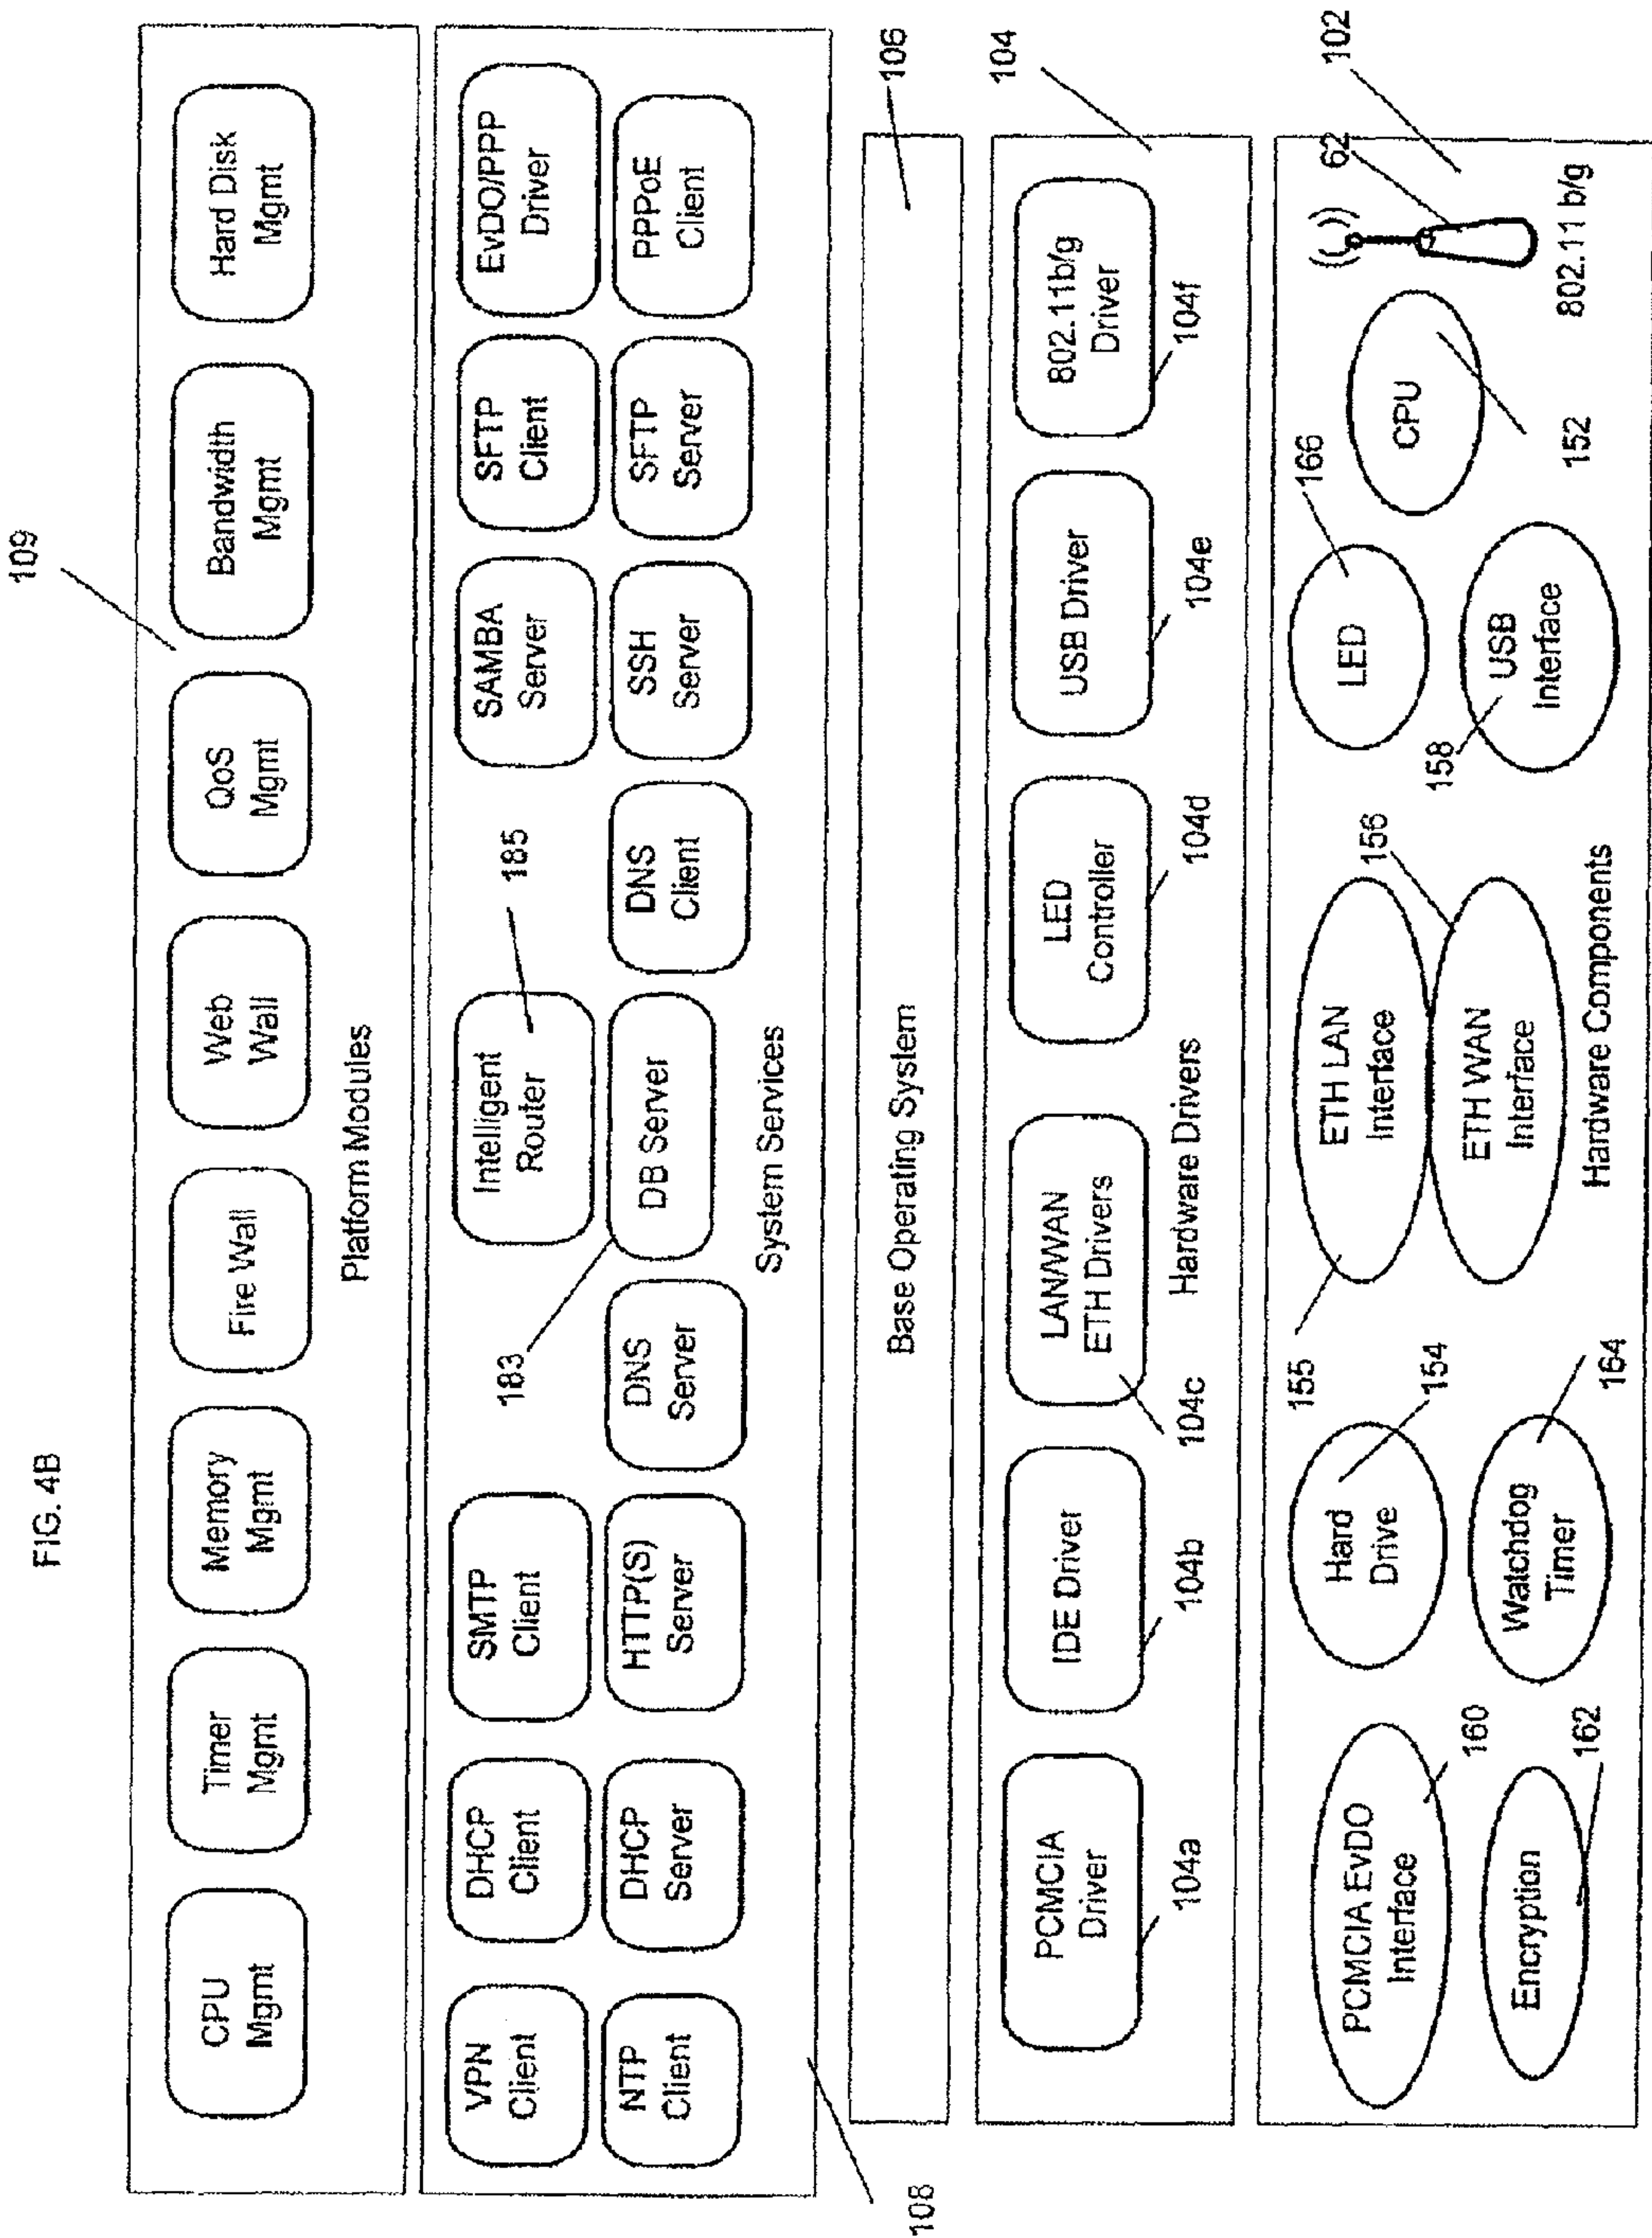 FIG. 4B
109
CPU
Mgmt
Timer
Mgmt
Memory
Mgmt
Fire Wall
Web
Wall
QoS
Mgmt
Bandwidth
Mgmt
Hard Disk
Mgmt
Platform Modules
VPN
Client
DHCP
Client
SMTP
Client
Intelligent
Router
185
SAMBA
Server
SFTP
Client
EvDO/PPP
Driver
183
NTP
Client
DHCP
Server
HTTP(S)
Server
DNS
Server
DB Server
DNS
Client
SSH
Server
SFTP
Server
PPPoE
Client
System Services
108
106
Base Operating System
104
PCMCIA
Driver
IDE Driver
LAN/WAN
ETH Drivers
LED
Controller
USB Driver
802.11b/g
Driver
104a
104b
104c
104d
104e
104f
Hardware Drivers
102
62
155
166
PCMCIA EvDO
Interface
Hard
Drive
ETH LAN
Interface
LED
CPU
160
154
156
158
152
Encryption
Watchdog
Timer
ETH WAN
Interface
USB
Interface
802.11 b/g
162
164
Hardware Components